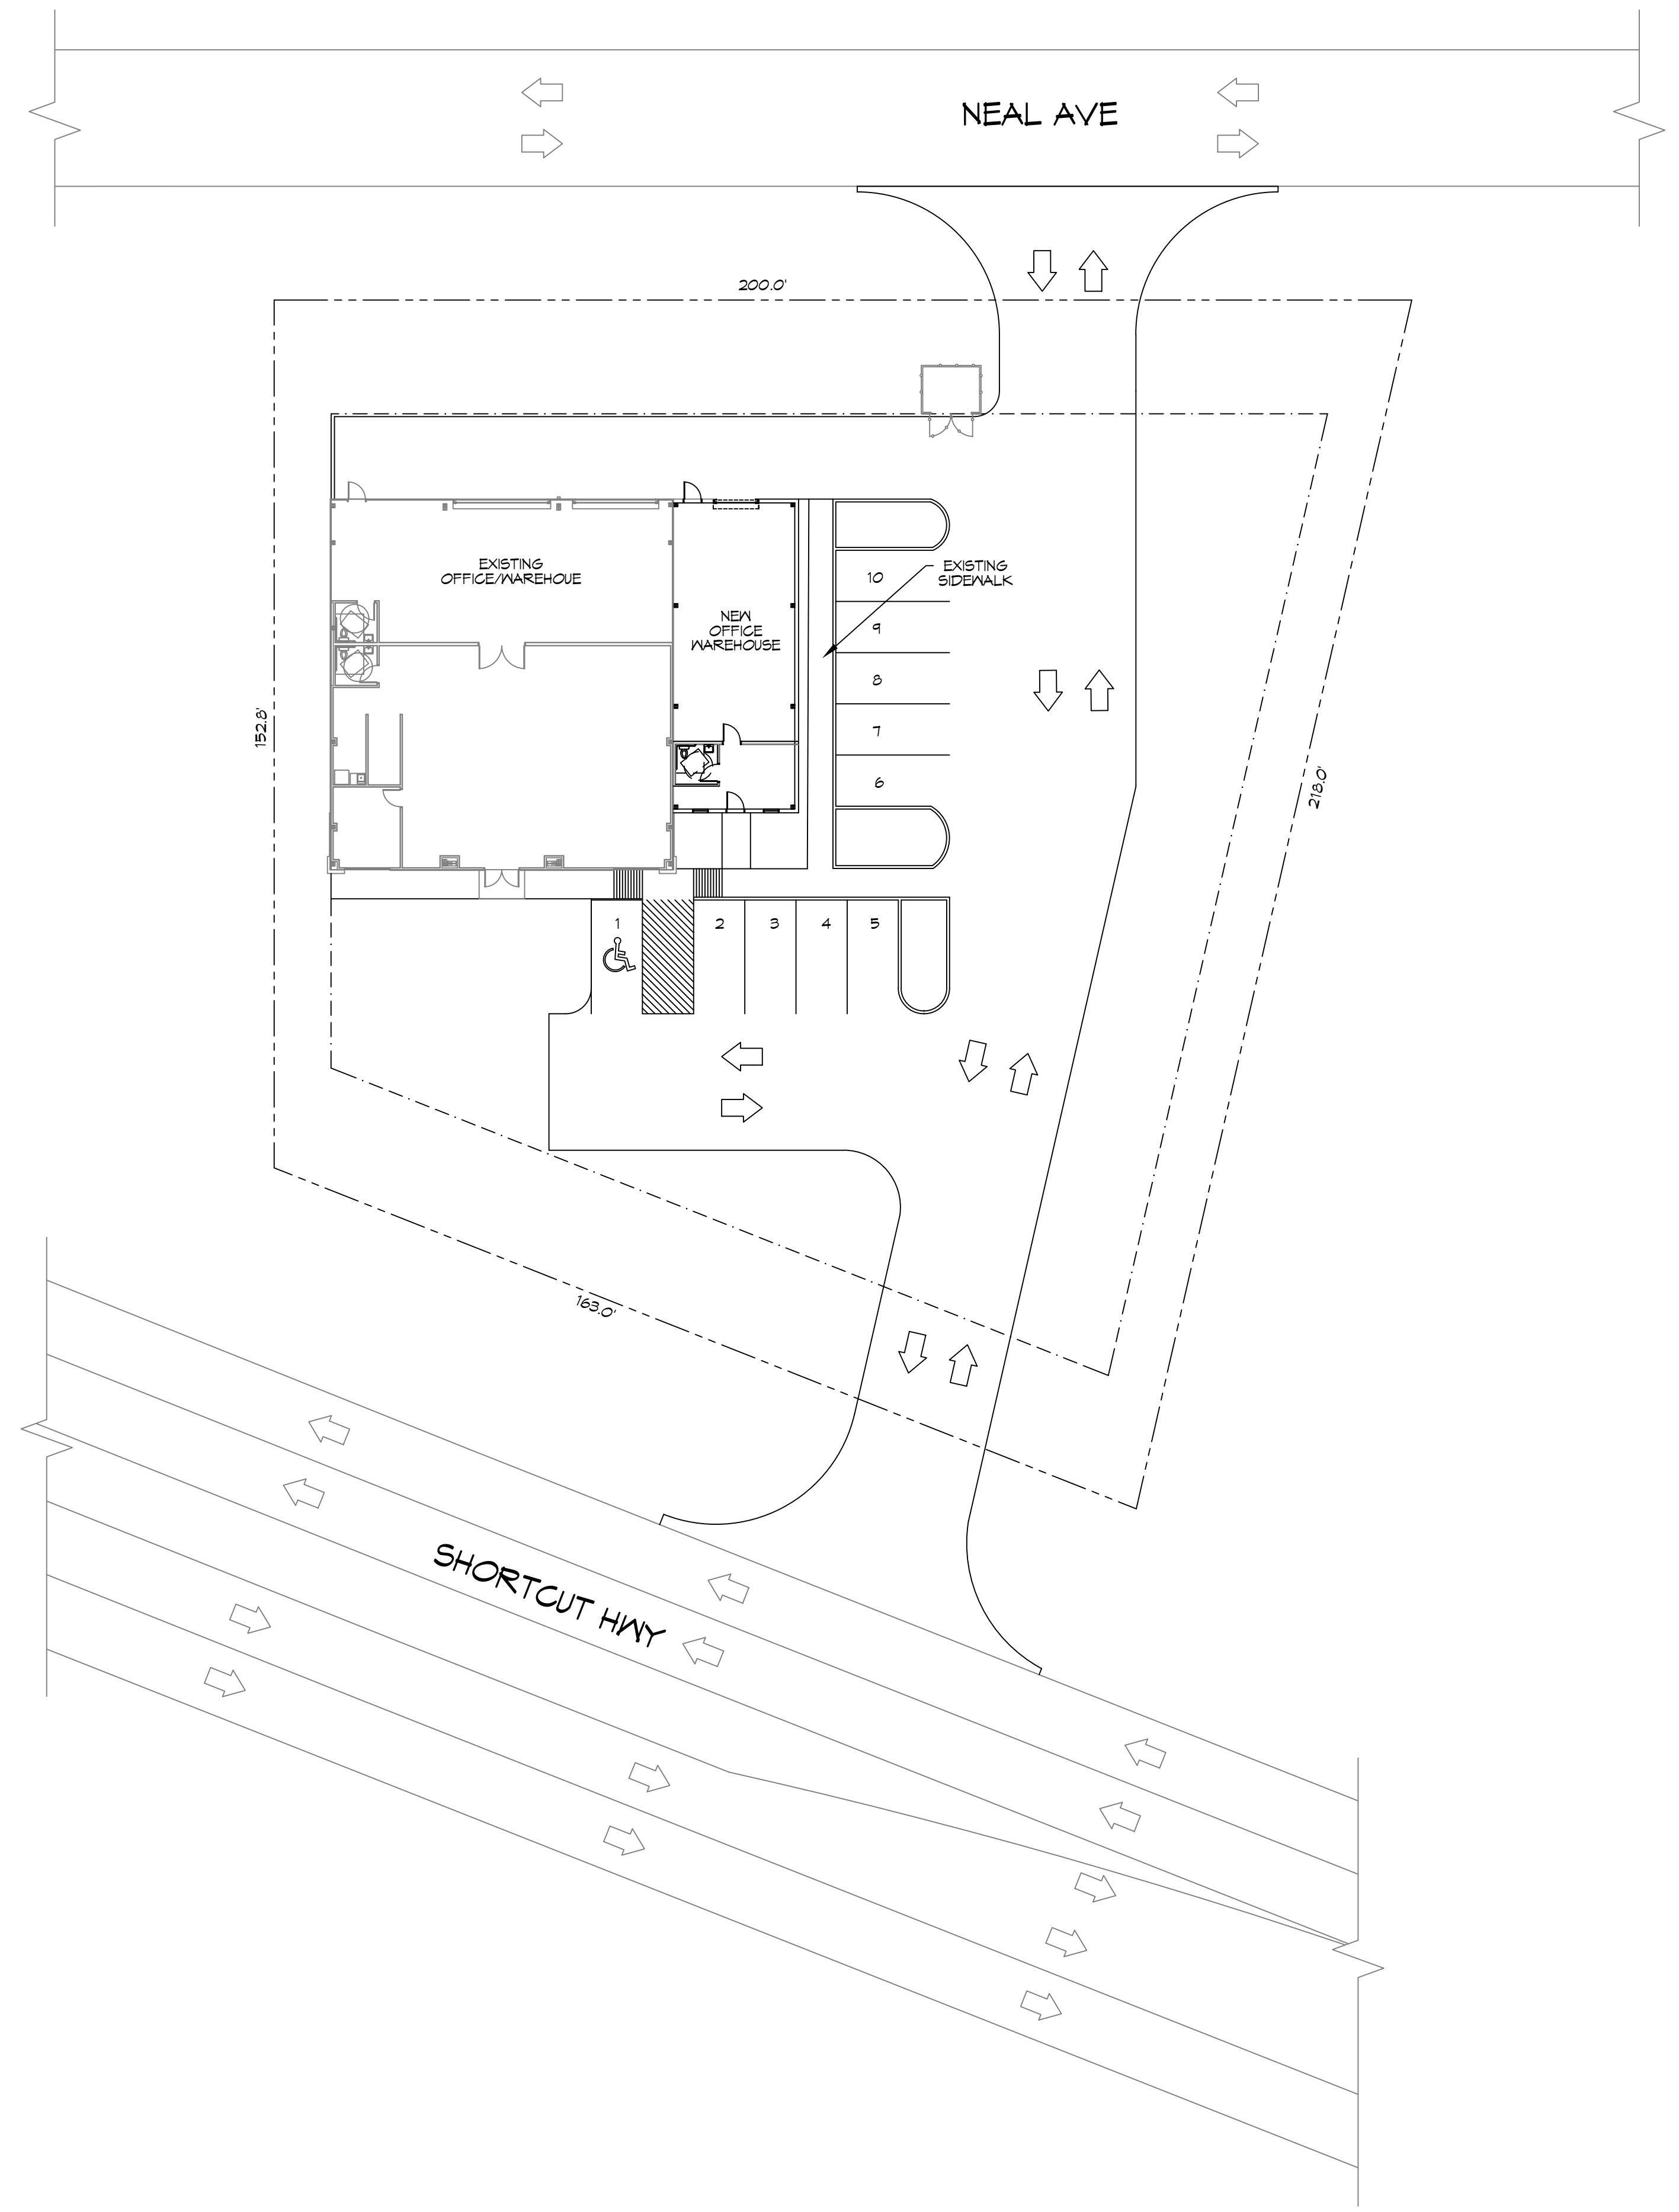 NEAL AVE
200.0'
EXISTING
OFFICE/WAREHOUE
EXISTING
SIDEWALK
NEW
OFFICE
WAREHOUSE
10
9
8
7
6
152.8'
218.0'
1
2
3
4
5
163.0'
SHORTCUT HWY